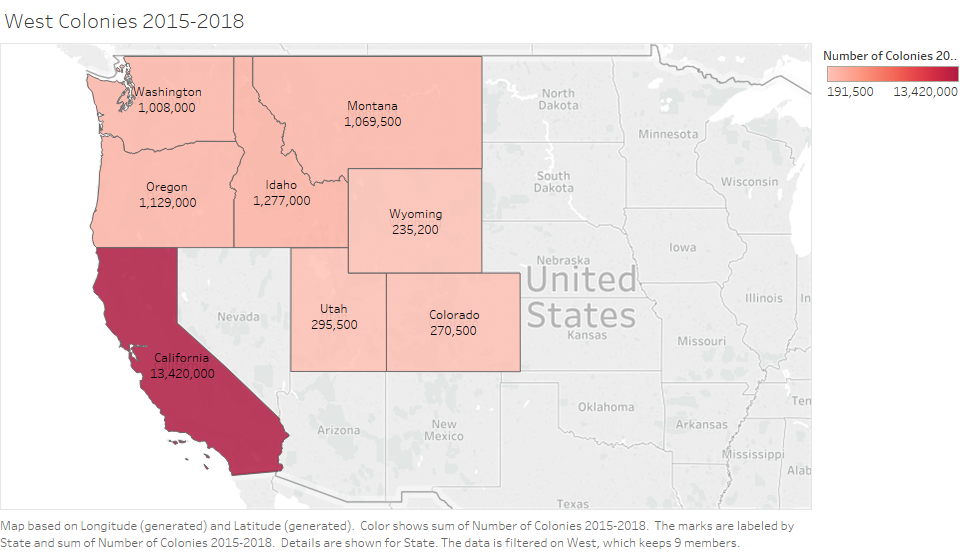 West Colonies 2015-2018
Number of Colonies 20..
191,500 13,420,000
Washington
1,008,000
Montana
1,069,500
North
Dakota
Minnesota
Oregon
1,129,000
Idaho
1,277,000
South
Dakota
Wisconsin
Wyoming
235,200
Iowa
Nebraska
United
States
Illinois
In
Nevada
Utah
295,500
Colorado
270,500
Kansas
Missouri
California
13,420,000
Ten
Oklahoma
Arkansas
Arizona
New
Mexico
Mississippi
Alab
Texas
Map based on Longitude (generated) and Latitude (generated).  Color shows sum of Number of Colonies 2015-2018.  The marks are labeled by
State and sum of Number of Colonies 2015-2018.  Details are shown for State. The data is filtered on West, which keeps 9 members.